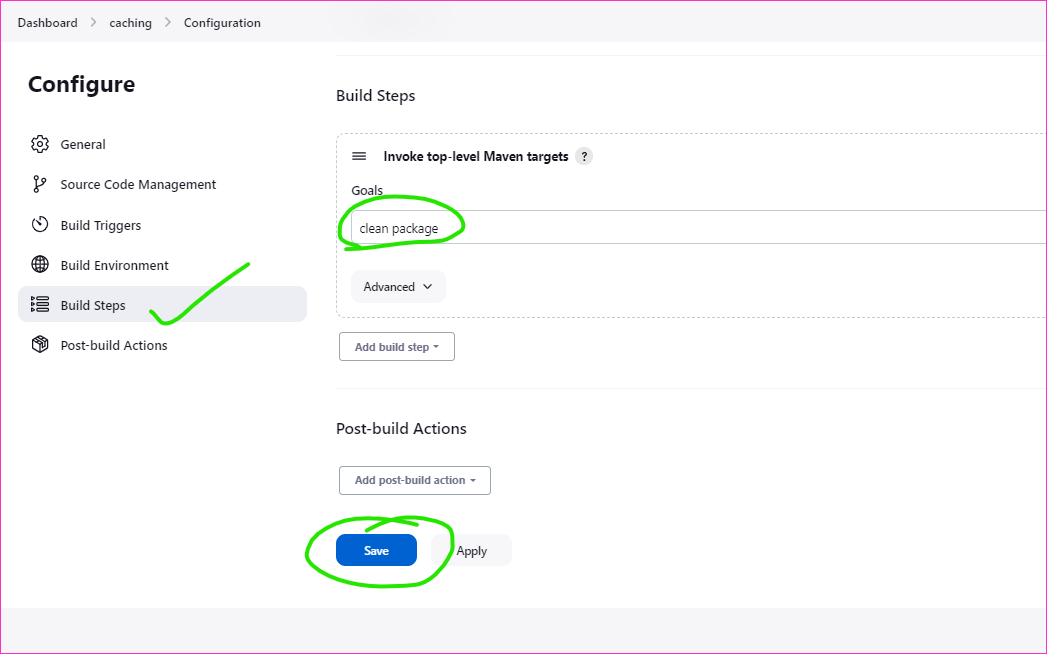 Dashboard > caching > Configuration
Configure
General
Source Code Management
Build Triggers
Build Environment
Build Steps
Post-build Actions
Build Steps
Invoke top-level Maven targets ?
Goals
clean package
Advanced
Add build step
Post-build Actions
Add post-build action
Save Apply